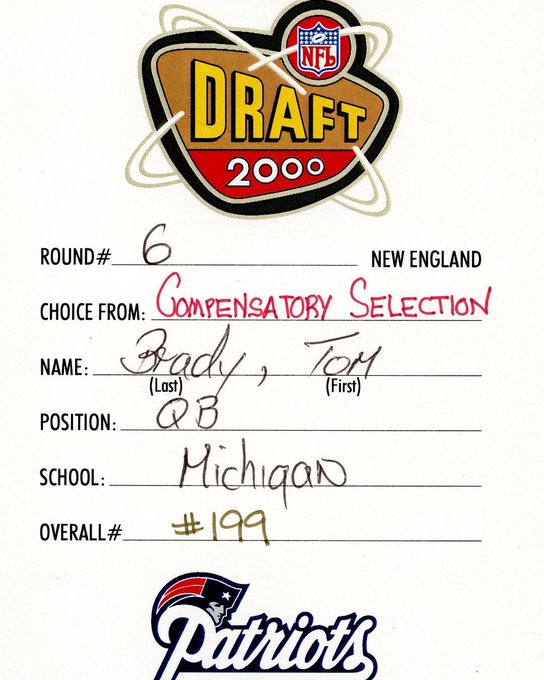 NFL
DRAFT
2000
ROUND# 6 NEW ENGLAND
CHOICE FROM: COMPENSATORY SELECTION
NAME: Brady, Tom
(Last) (First)
POSITION: QB
SCHOOL: Michigan
OVERALL# #199
Patriots